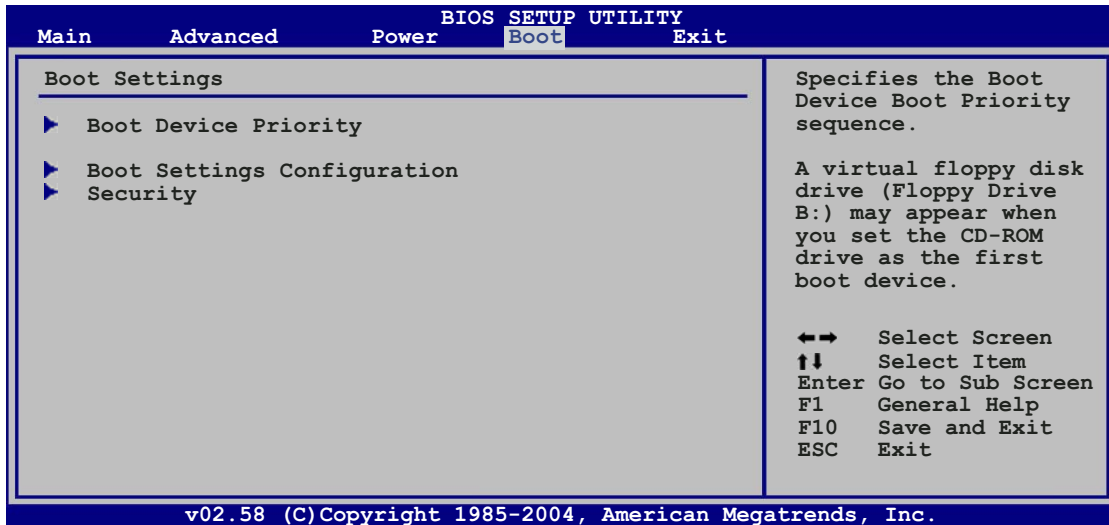 BIOS SETUP UTILITY
Main Advanced Power Boot Exit
Boot Settings
Boot Device Priority
Boot Settings Configuration
Security
Specifies the Boot
Device Boot Priority
sequence.
A virtual floppy disk
drive (Floppy Drive
B:) may appear when
you set the CD-ROM
drive as the first
boot device.
←→ Select Screen
↑↓ Select Item
Enter Go to Sub Screen
F1 General Help
F10 Save and Exit
ESC Exit
v02.58 (C)Copyright 1985-2004, American Megatrends, Inc.